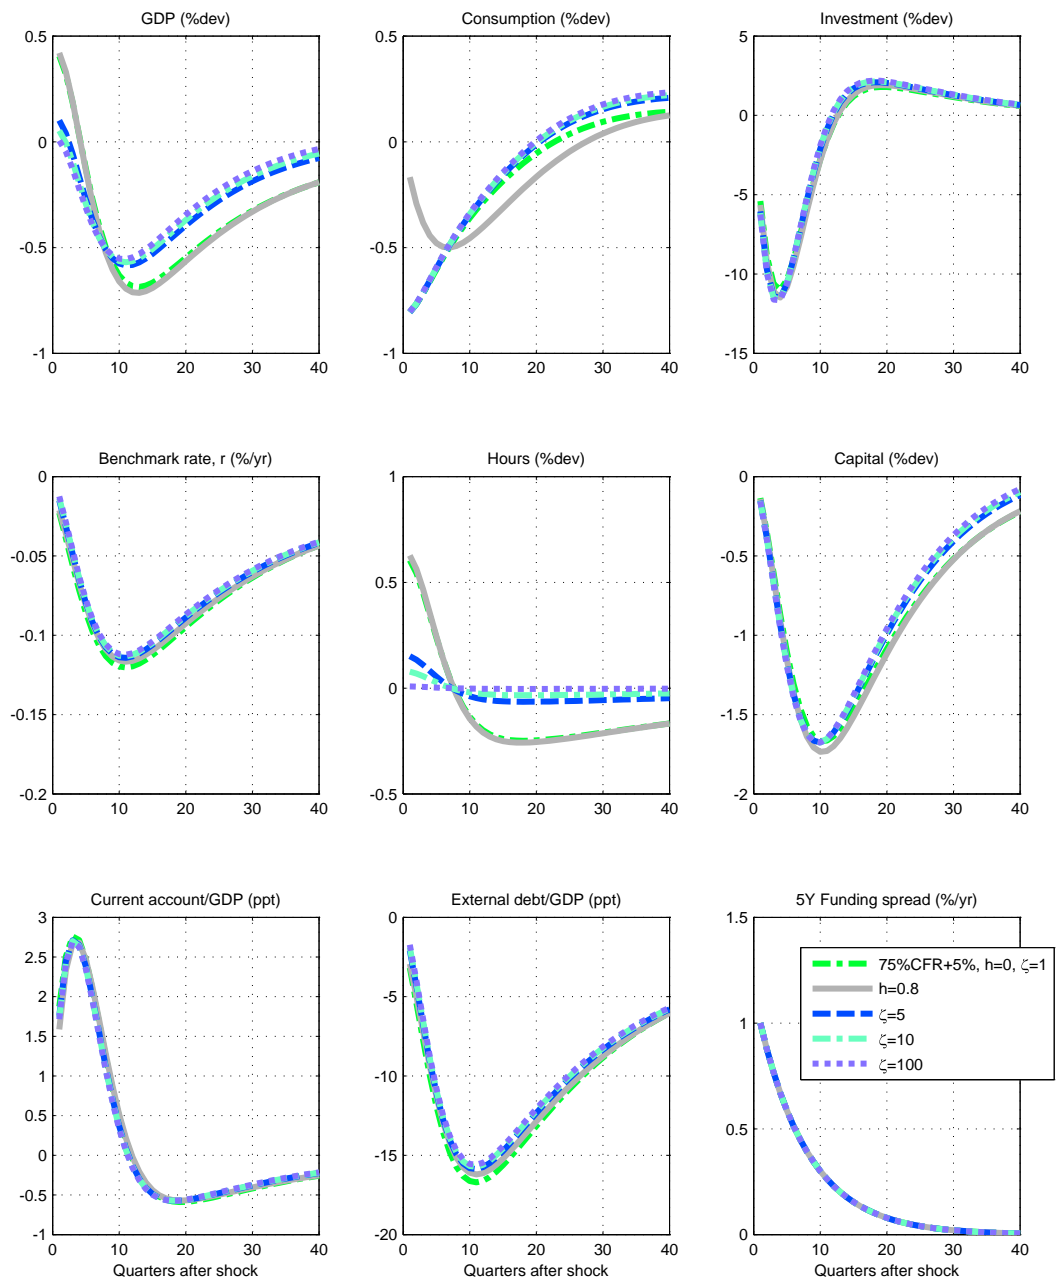 GDP (%dev)
0.5
0
-0.5
-1
0 10 20 30 40
Consumption (%dev)
0.5
0
-0.5
-1
0 10 20 30 40
Investment (%dev)
5
0
-5
-10
-15
0 10 20 30 40
Benchmark rate, r (%/yr)
0
-0.05
-0.1
-0.15
-0.2
0 10 20 30 40
Hours (%dev)
1
0.5
0
-0.5
0 10 20 30 40
Capital (%dev)
0
-0.5
-1
-1.5
-2
0 10 20 30 40
Current account/GDP (ppt)
3
2.5
2
1.5
1
0.5
0
-0.5
-1
0 10 20 30 40
Quarters after shock
External debt/GDP (ppt)
0
-5
-10
-15
-20
0 10 20 30 40
Quarters after shock
5Y Funding spread (%/yr)
1.5
1
0.5
0
75%CFR+5%, h=0, ζ=1
h=0.8
ζ=5
ζ=10
ζ=100
0 10 20 30 40
Quarters after shock